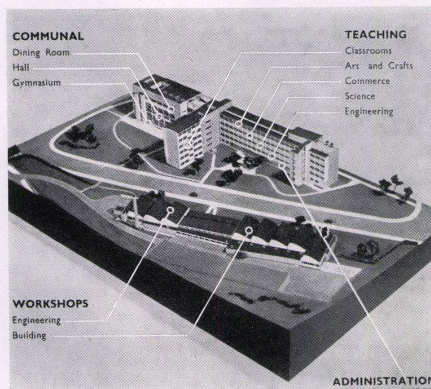 COMMUNAL
Dining Room
Hall
Gymnasium
TEACHING
Classrooms
Art and Crafts
Commerce
Science
Engineering
WORKSHOPS
Engineering
Building
ADMINISTRATION